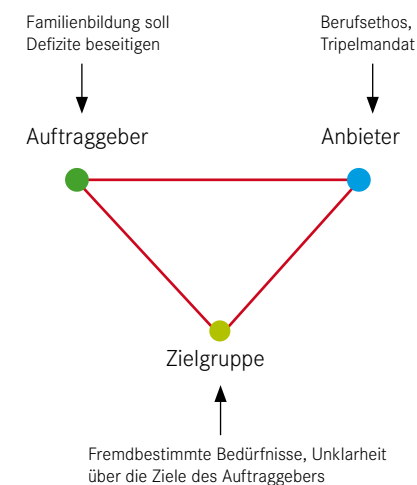 Familienbildung soll
Defizite beseitigen
Berufsethos,
Tripelmandat
Auftraggeber
Anbieter
Zielgruppe
Fremdbestimmte Bedürfnisse, Unklarheit
über die Ziele des Auftraggebers